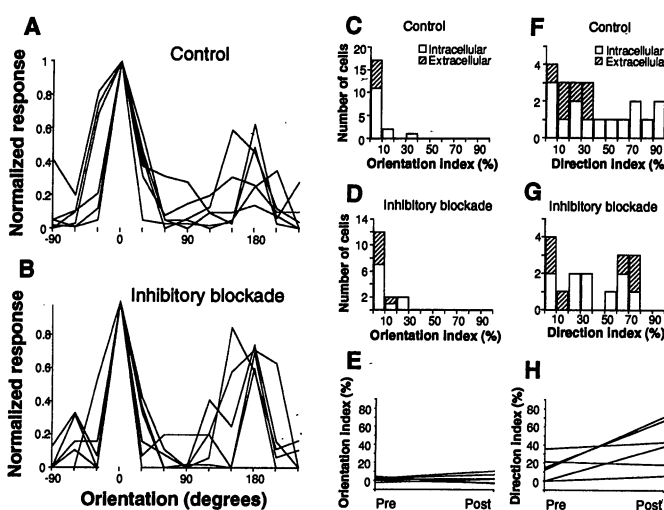 A
Control
Normalized response
1
0.8
0.6
0.4
0.2
0
-90 0 90 180
B
Inhibitory blockade
Normalized response
0.8
0.6
0.4
0.2
0
-90 0 90 180
Orientation (degrees)
C
Control
Number of cells
20
15
10
5
Intracellular
Extracellular
10 30 50 70 90
Orientation index (%)
D
Inhibitory blockade
Number of cells
14
10
6
2
10 30 50 70 90
Orientation index (%)
E
Orientation index (%)
80
60
40
20
0
Pre Post
F
Control
4
2
Intracellular
Extracellular
10 30 50 70 90
Direction index (%)
G
Inhibitory blockade
4
2
0
10 30 50 70 90
Direction index (%)
H
Direction index (%)
80
60
40
20
0
Pre Post